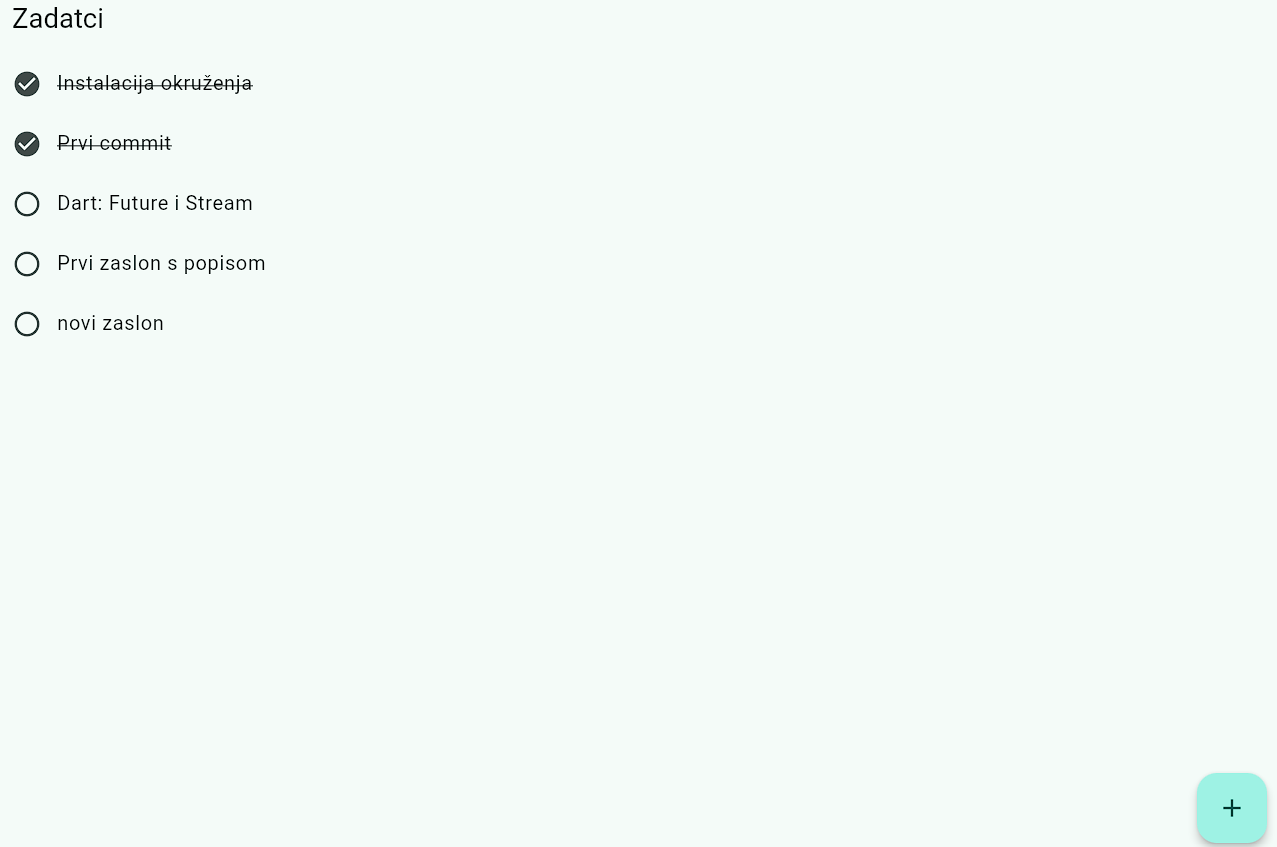 Zadatci
Instalacija okruženja
Prvi commit
Dart: Future i Stream
Prvi zaslon s popisom
novi zaslon